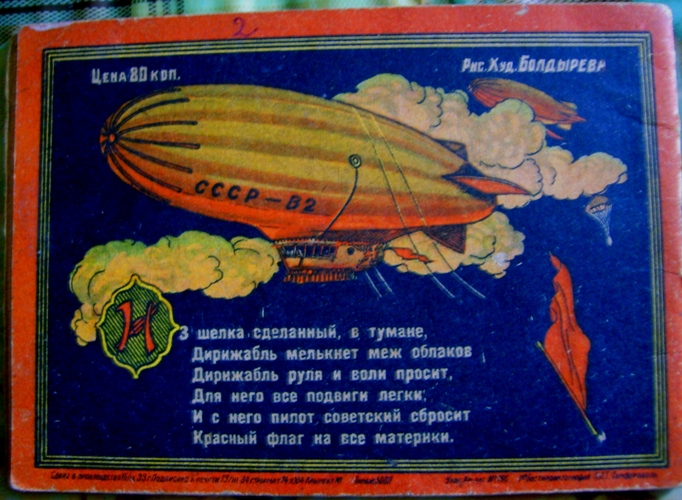 2
Цена 80 коп.
Рис. Худ. Болдырева
СССР-В2
Из шелка сделанный, в тумане,
Дирижабль мелькнет меж облаков
Дирижабль руля и воли просит,
Для него все подвиги легки;
И с него пилот советский сбросит
Красный флаг на все материки.